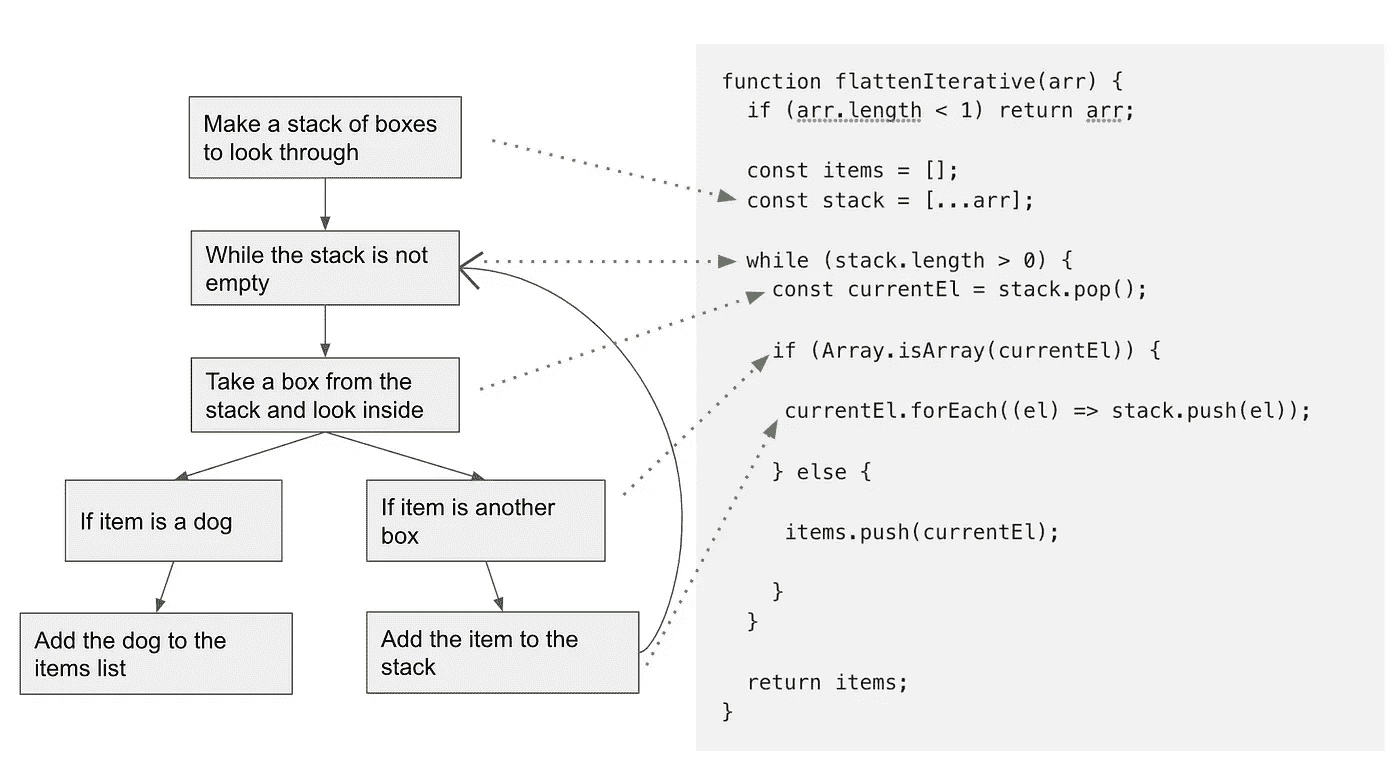 Make a stack of boxes
to look through
While the stack is not
empty
Take a box from the
stack and look inside
If item is a dog
If item is another
box
Add the dog to the
items list
Add the item to the
stack
function flattenIterative(arr) {
if (arr.length < 1) return arr;
const items = [];
const stack = [...arr];
while (stack.length > 0) {
const currentEl = stack.pop();
if (Array.isArray(currentEl)) {
currentEl.forEach((el) => stack.push(el));
} else {
items.push(currentEl);
}
}
return items;
}